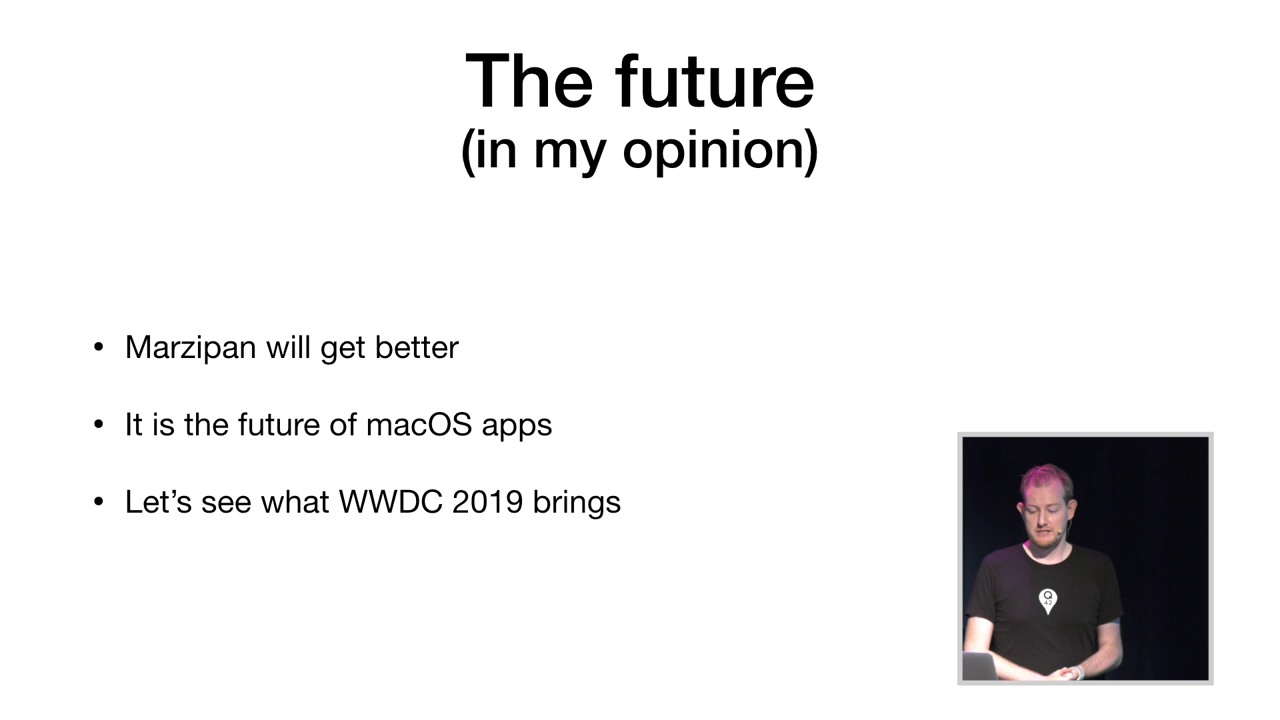 The future
(in my opinion)
• Marzipan will get better
• It is the future of macOS apps
• Let’s see what WWDC 2019 brings
Q
42